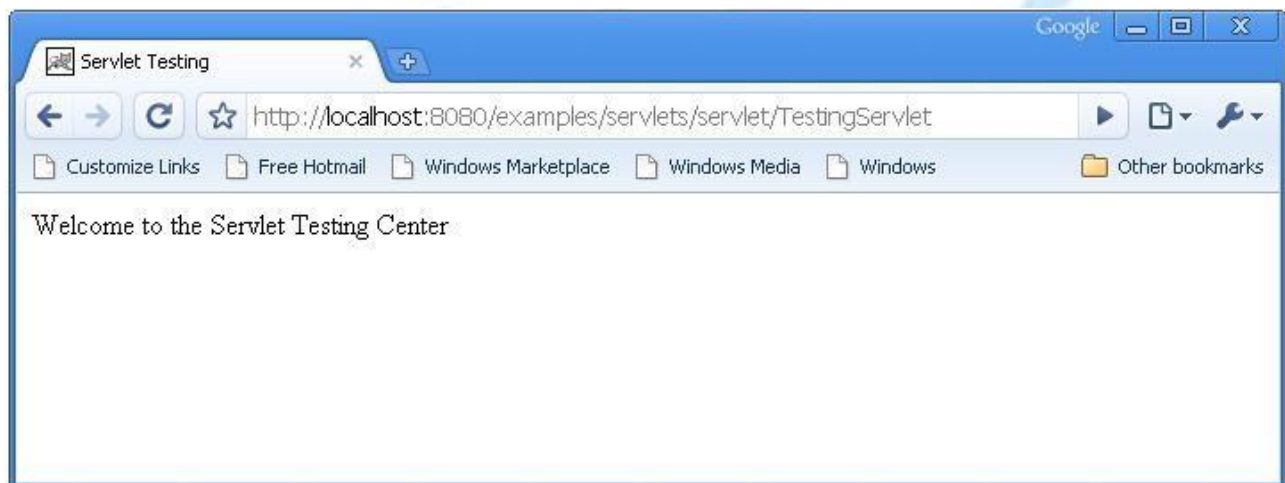 Google
Servlet Testing
http://localhost:8080/examples/servlets/servlet/TestingServlet
Customize Links Free Hotmail Windows Marketplace Windows Media Windows Other bookmarks
Welcome to the Servlet Testing Center